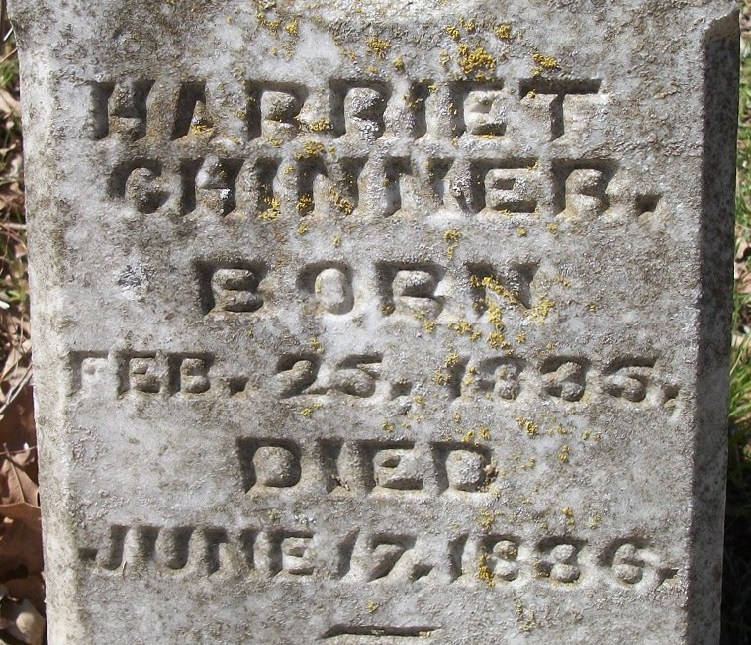 HARRIET
CHINNER.
BORN
FEB. 25, 1835,
DIED
JUNE 17, 1836.